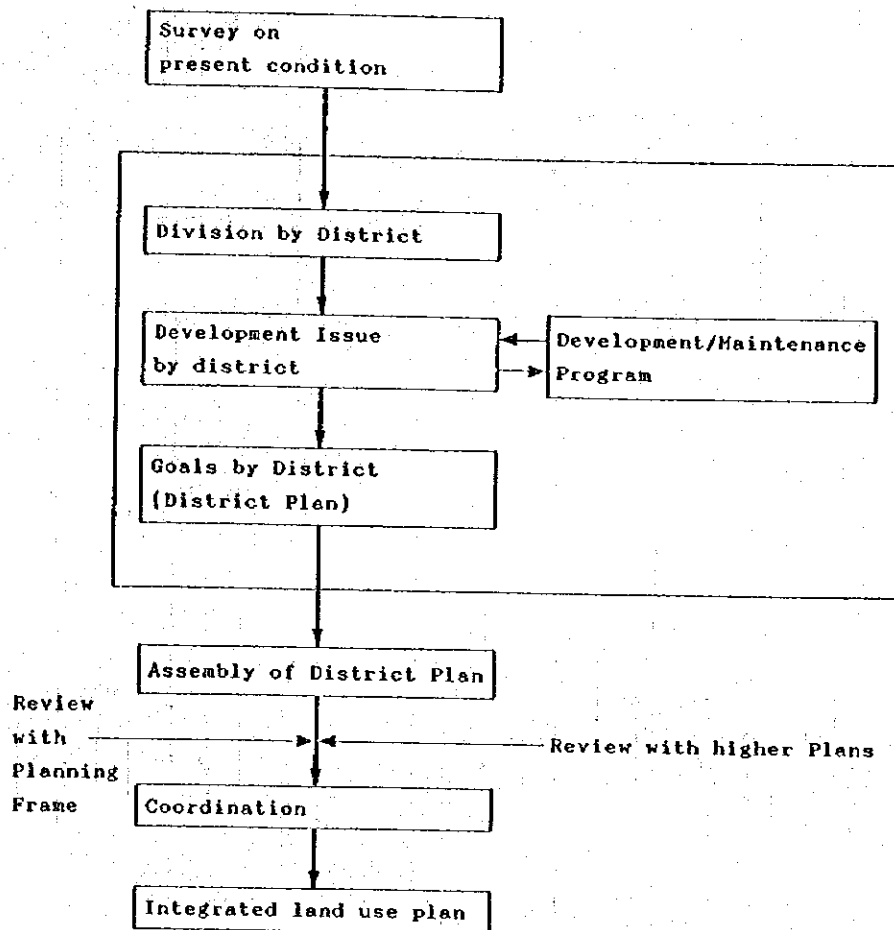 Survey on
present condition
Division by District
Development Issue
by district
Development/Maintenance
Program
Goals by District
(District Plan)
Assembly of District Plan
Review
with
Planning
Frame
Review with higher Plans
Coordination
Integrated land use plan